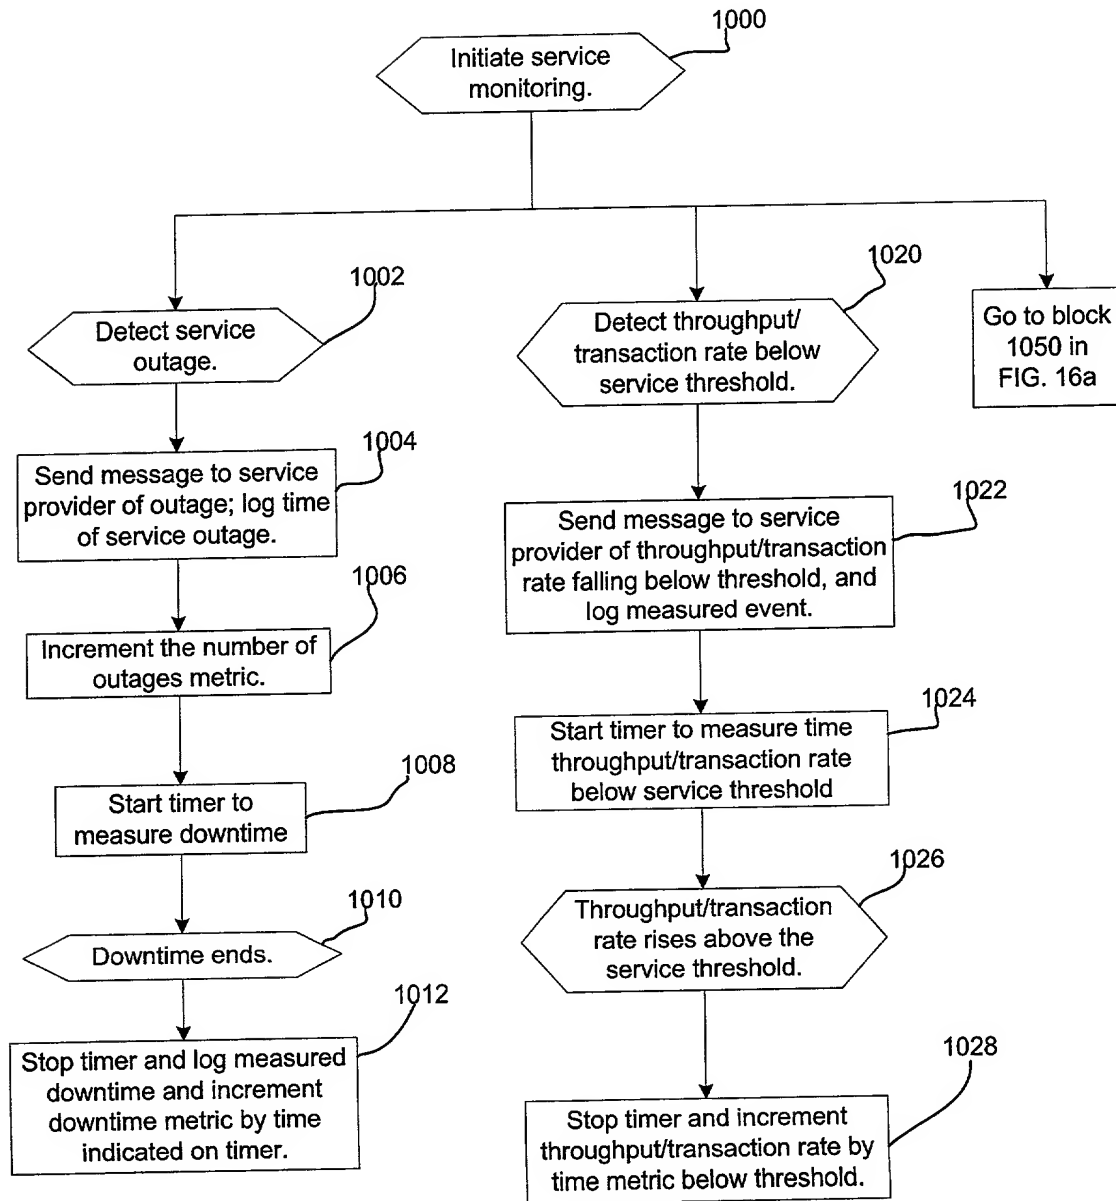 1000
Initiate service
monitoring.
1002
Detect service
outage.
1004
Send message to service
provider of outage; log time
of service outage.
1006
Increment the number of
outages metric.
1008
Start timer to
measure downtime
1010
Downtime ends.
1012
Stop timer and log measured
downtime and increment
downtime metric by time
indicated on timer.
1020
Detect throughput/
transaction rate below
service threshold.
1022
Send message to service
provider of throughput/transaction
rate falling below threshold, and
log measured event.
1024
Start timer to measure time
throughput/transaction rate
below service threshold
1026
Throughput/transaction
rate rises above the
service threshold.
1028
Stop timer and increment
throughput/transaction rate by
time metric below threshold.
Go to block
1050 in
FIG. 16a